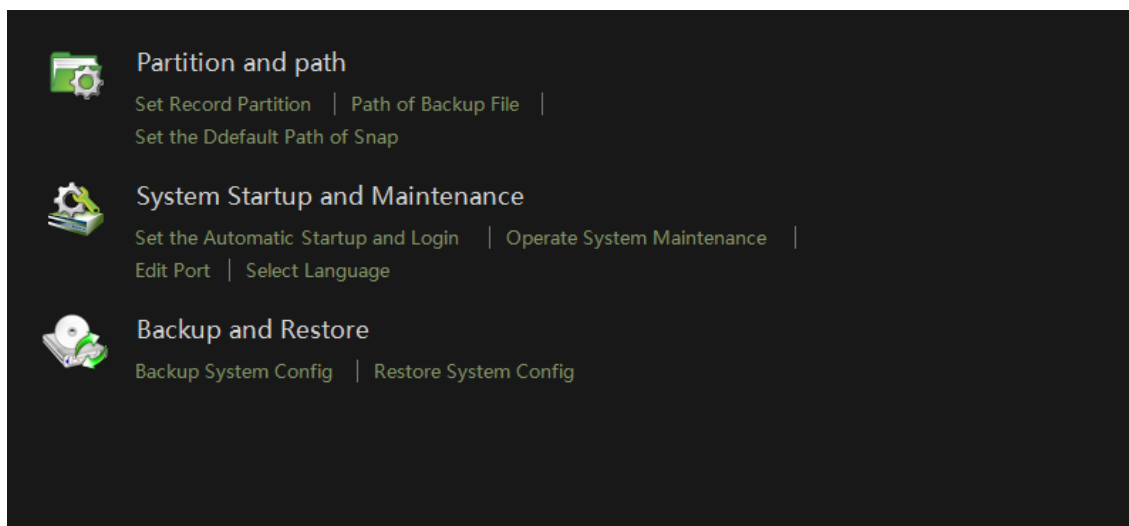 Partition and path
Set Record Partition | Path of Backup File |
Set the Ddefault Path of Snap
System Startup and Maintenance
Set the Automatic Startup and Login | Operate System Maintenance |
Edit Port | Select Language
Backup and Restore
Backup System Config | Restore System Config